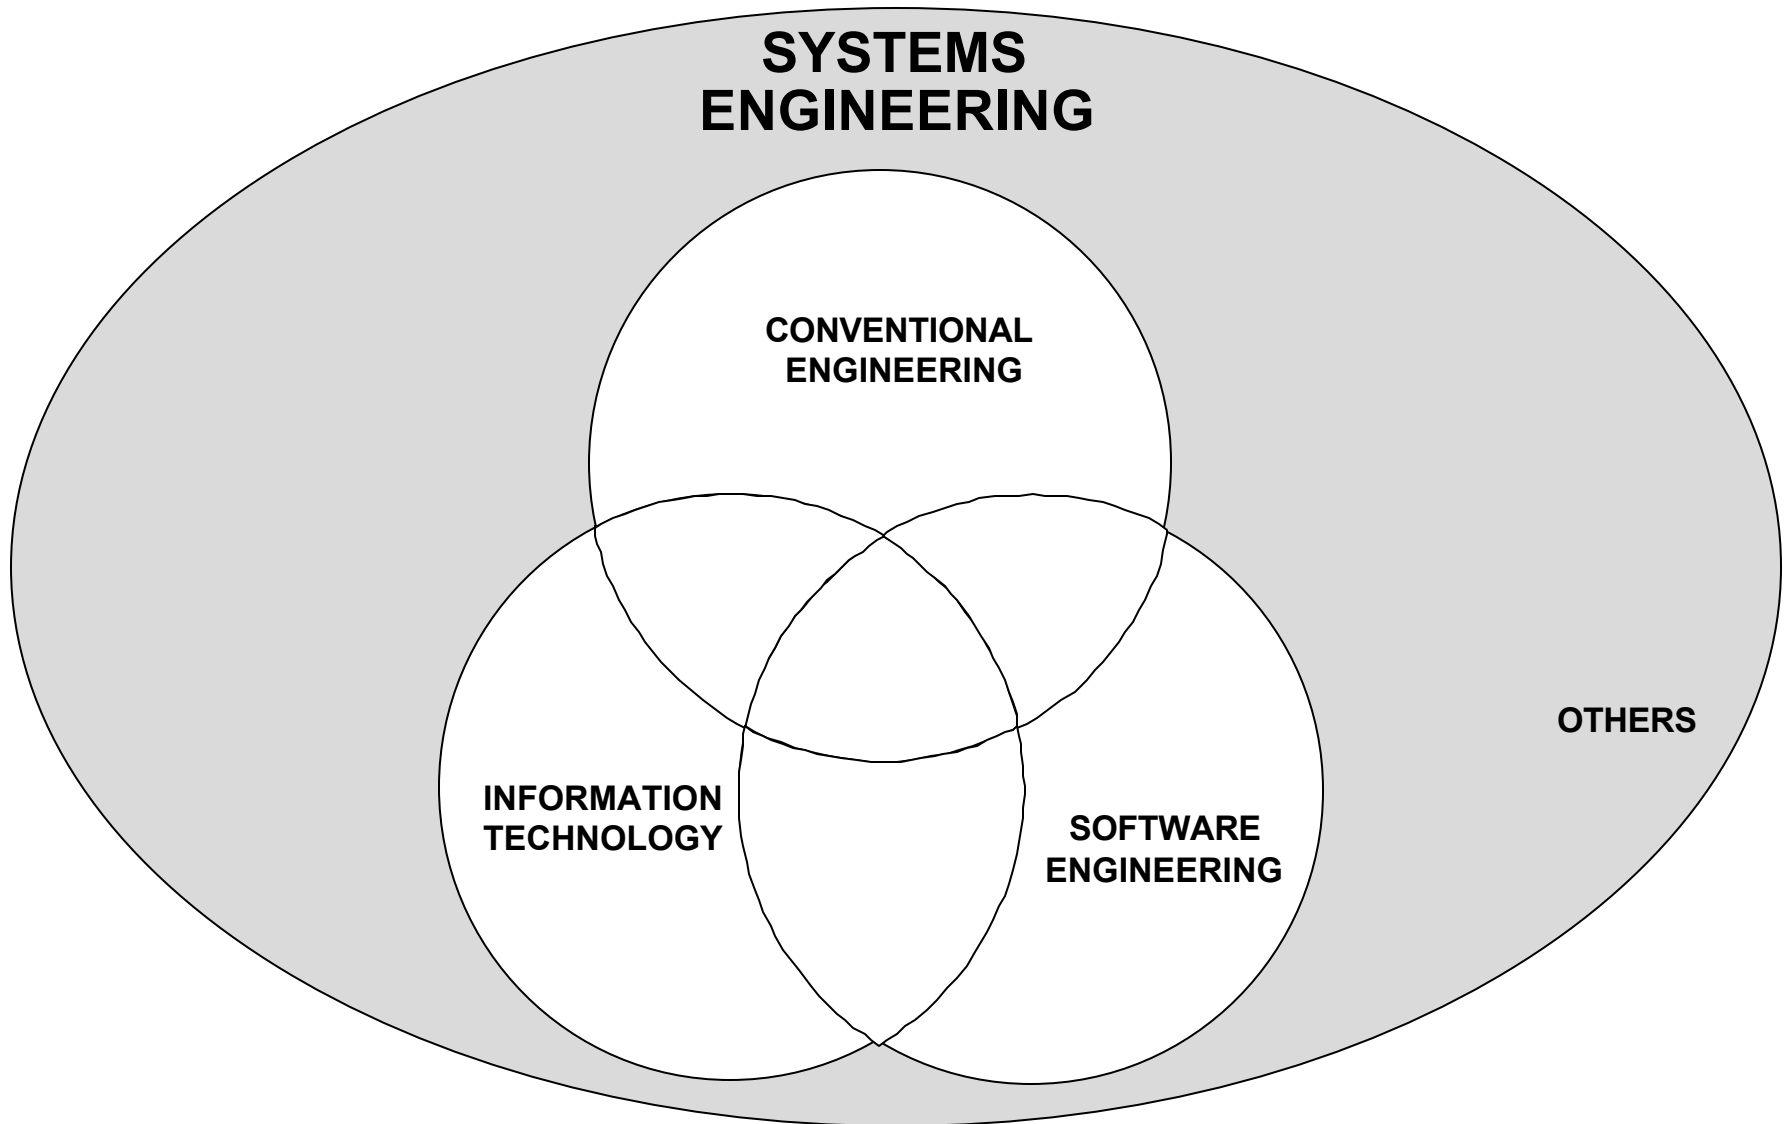 SYSTEMS
ENGINEERING
CONVENTIONAL
ENGINEERING
OTHERS
INFORMATION
TECHNOLOGY
SOFTWARE
ENGINEERING